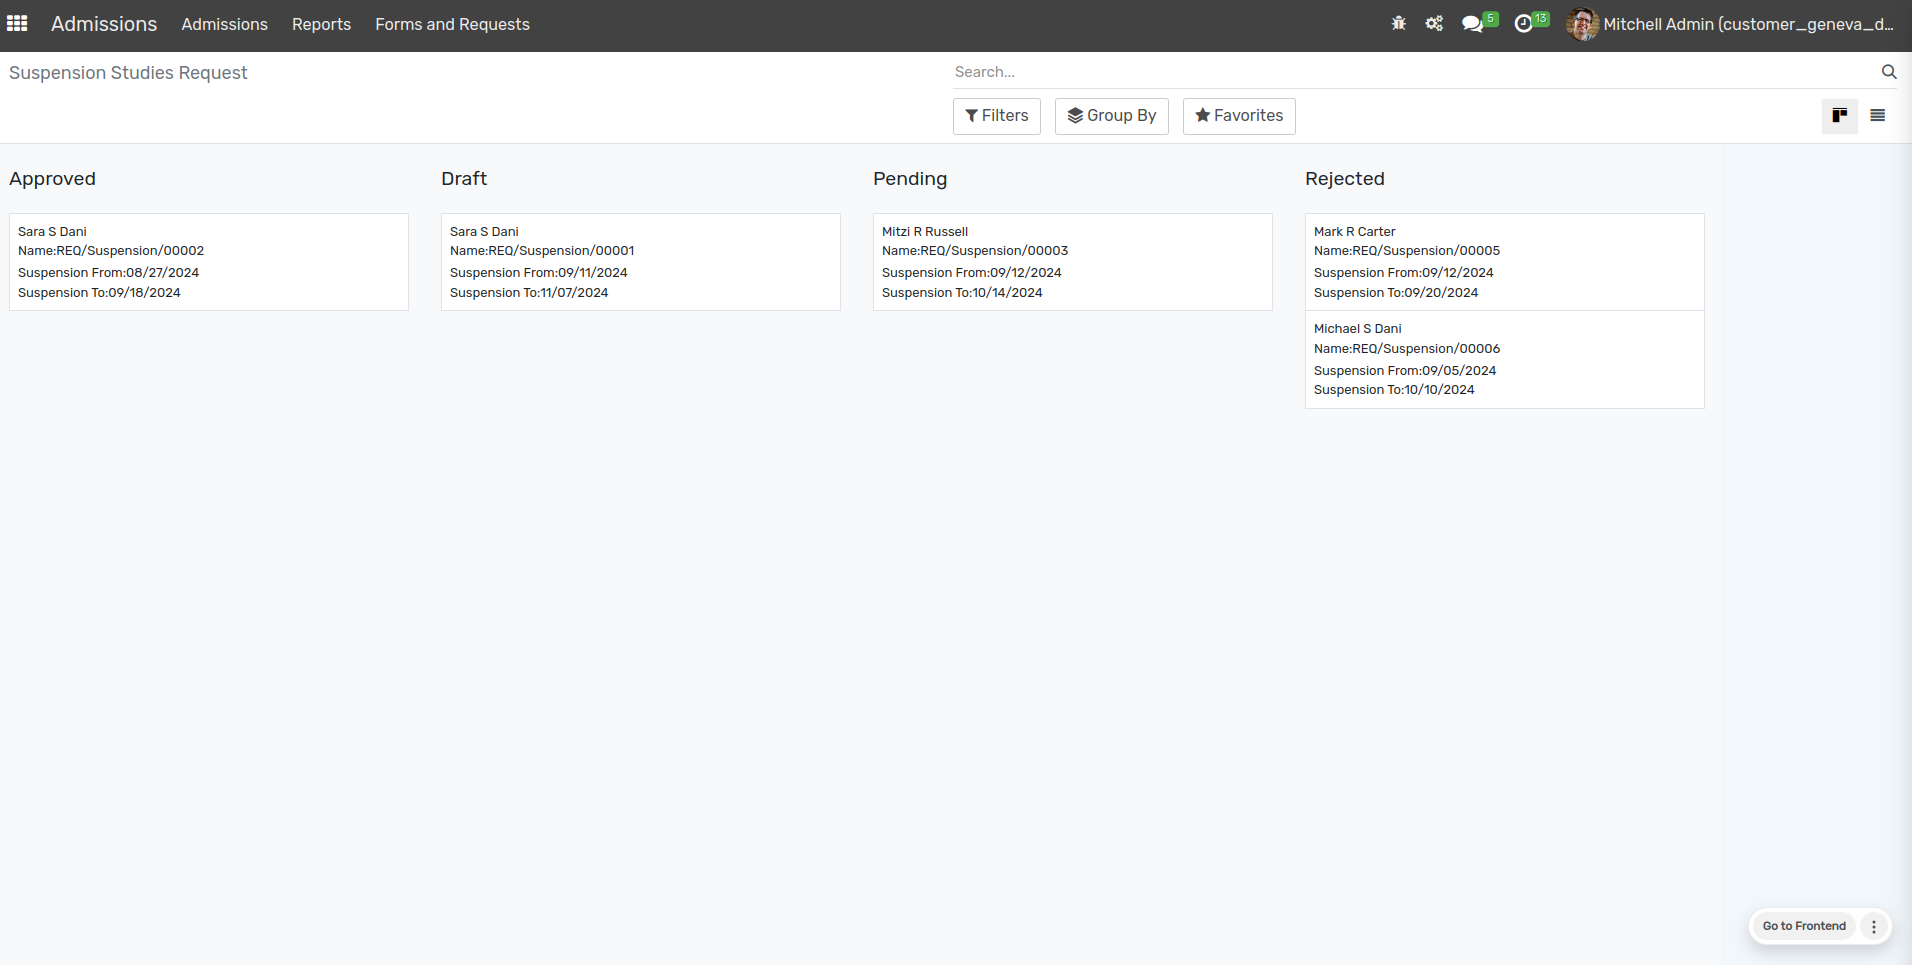 Admissions Admissions Reports Forms and Requests 5 13 Mitchell Admin (customer_geneva_d...
Suspension Studies Request
Search...
Filters Group By Favorites
Approved
Sara S Dani
Name:REQ/Suspension/00002
Suspension From:08/27/2024
Suspension To:09/18/2024
Draft
Sara S Dani
Name:REQ/Suspension/00001
Suspension From:09/11/2024
Suspension To:11/07/2024
Pending
Mitzi R Russell
Name:REQ/Suspension/00003
Suspension From:09/12/2024
Suspension To:10/14/2024
Rejected
Mark R Carter
Name:REQ/Suspension/00005
Suspension From:09/12/2024
Suspension To:09/20/2024
Michael S Dani
Name:REQ/Suspension/00006
Suspension From:09/05/2024
Suspension To:10/10/2024
Go to Frontend